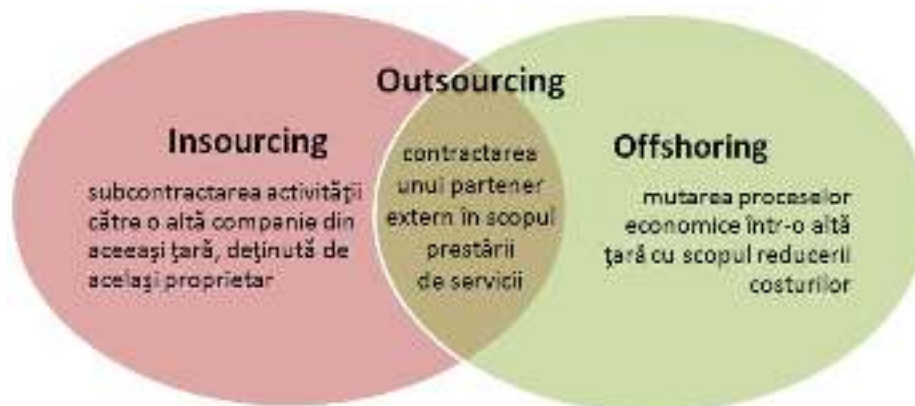 Outsourcing
Insourcing
subcontractarea activităţii
către o altă companie din
aceeaşi ţară, deţinută de
acelaşi proprietar
contractarea
unui partener
extern în scopul
prestării
de servicii
Offshoring
mutarea proceselor
economice într-o altă
ţară cu scopul reducerii
costurilor